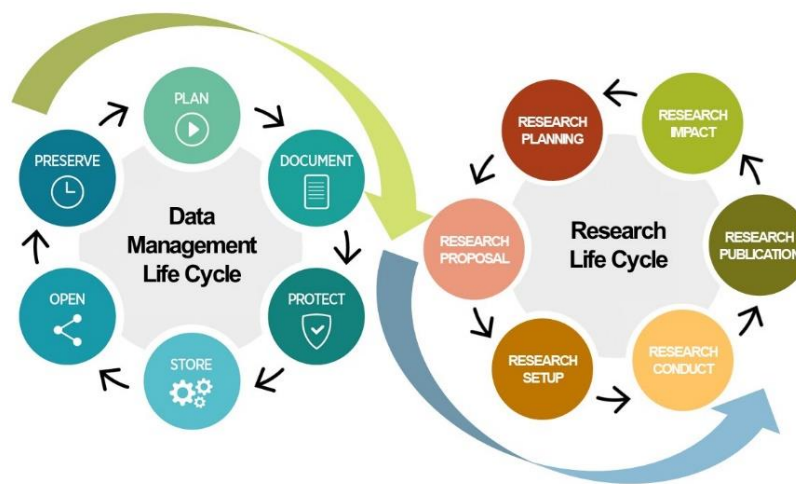 PLAN
DOCUMENT
PROTECT
STORE
OPEN
PRESERVE
Data
Management
Life Cycle
RESEARCH
PLANNING
RESEARCH
PROPOSAL
RESEARCH
SETUP
RESEARCH
CONDUCT
RESEARCH
PUBLICATION
RESEARCH
IMPACT
Research
Life Cycle